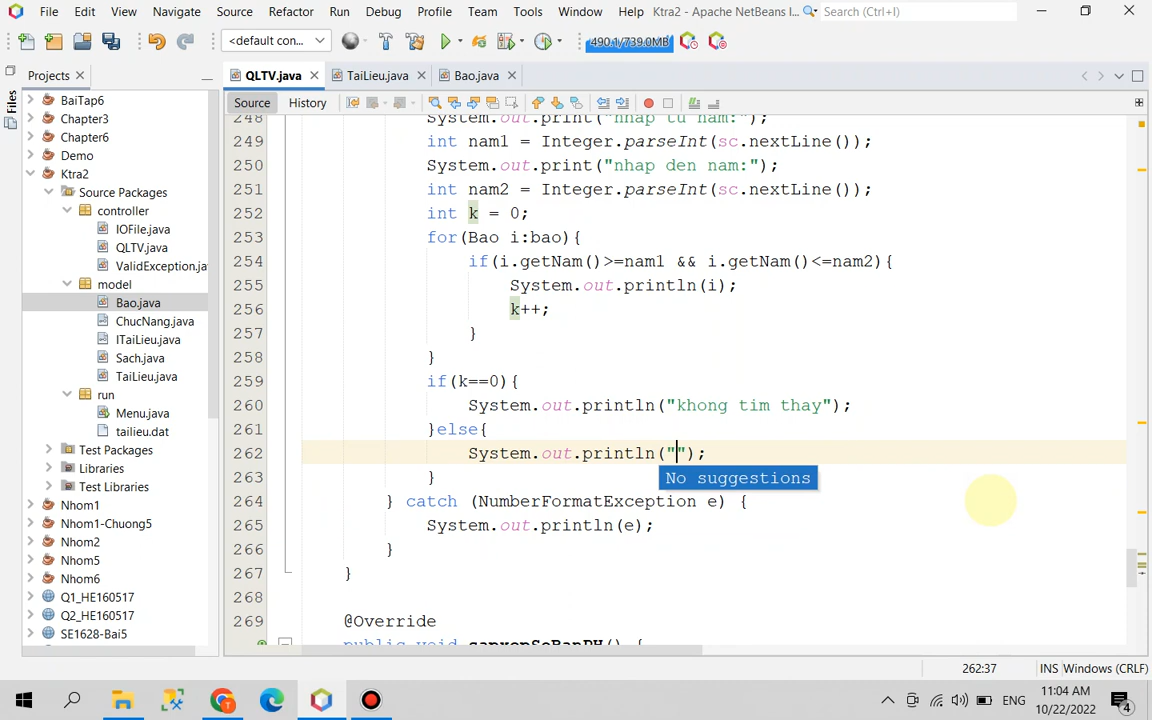 File Edit View Navigate Source Refactor Run Debug Profile Team Tools Window Help Ktra2 - Apache NetBeans I... Search (Ctrl+I)
<default con... 490.1/739.0MB
Files
Projects
QLTV.java TaiLieu.java Bao.java
Source History
BaiTap6
Chapter3
Chapter6
Demo
Ktra2
Source Packages
controller
IOFile.java
QLTV.java
ValidException.ja
model
Bao.java
ChucNang.java
ITaiLieu.java
Sach.java
TaiLieu.java
run
Menu.java
tailieu.dat
Test Packages
Libraries
Test Libraries
Nhom1
Nhom1-Chuong5
Nhom2
Nhom5
Nhom6
Q1_HE160517
Q2_HE160517
SE1628-Bai5
248 System.out.print("nhap tu nam:");
249 int nam1 = Integer.parseInt(sc.nextLine());
250 System.out.print("nhap den nam:");
251 int nam2 = Integer.parseInt(sc.nextLine());
252 int k = 0;
253 for(Bao i:bao){
254 if(i.getNam()>=nam1 && i.getNam()<=nam2){
255 System.out.println(i);
256 k++;
257 }
258 }
259 if(k==0){
260 System.out.println("khong tim thay");
261 }else{
262 System.out.println("");
No suggestions
263 }
264 } catch (NumberFormatException e) {
265 System.out.println(e);
266 }
267 }
268
269 @Override
public void sapxepSoBanPH() {
262:37 INS Windows (CRLF)
ENG
11:04 AM
10/22/2022
4